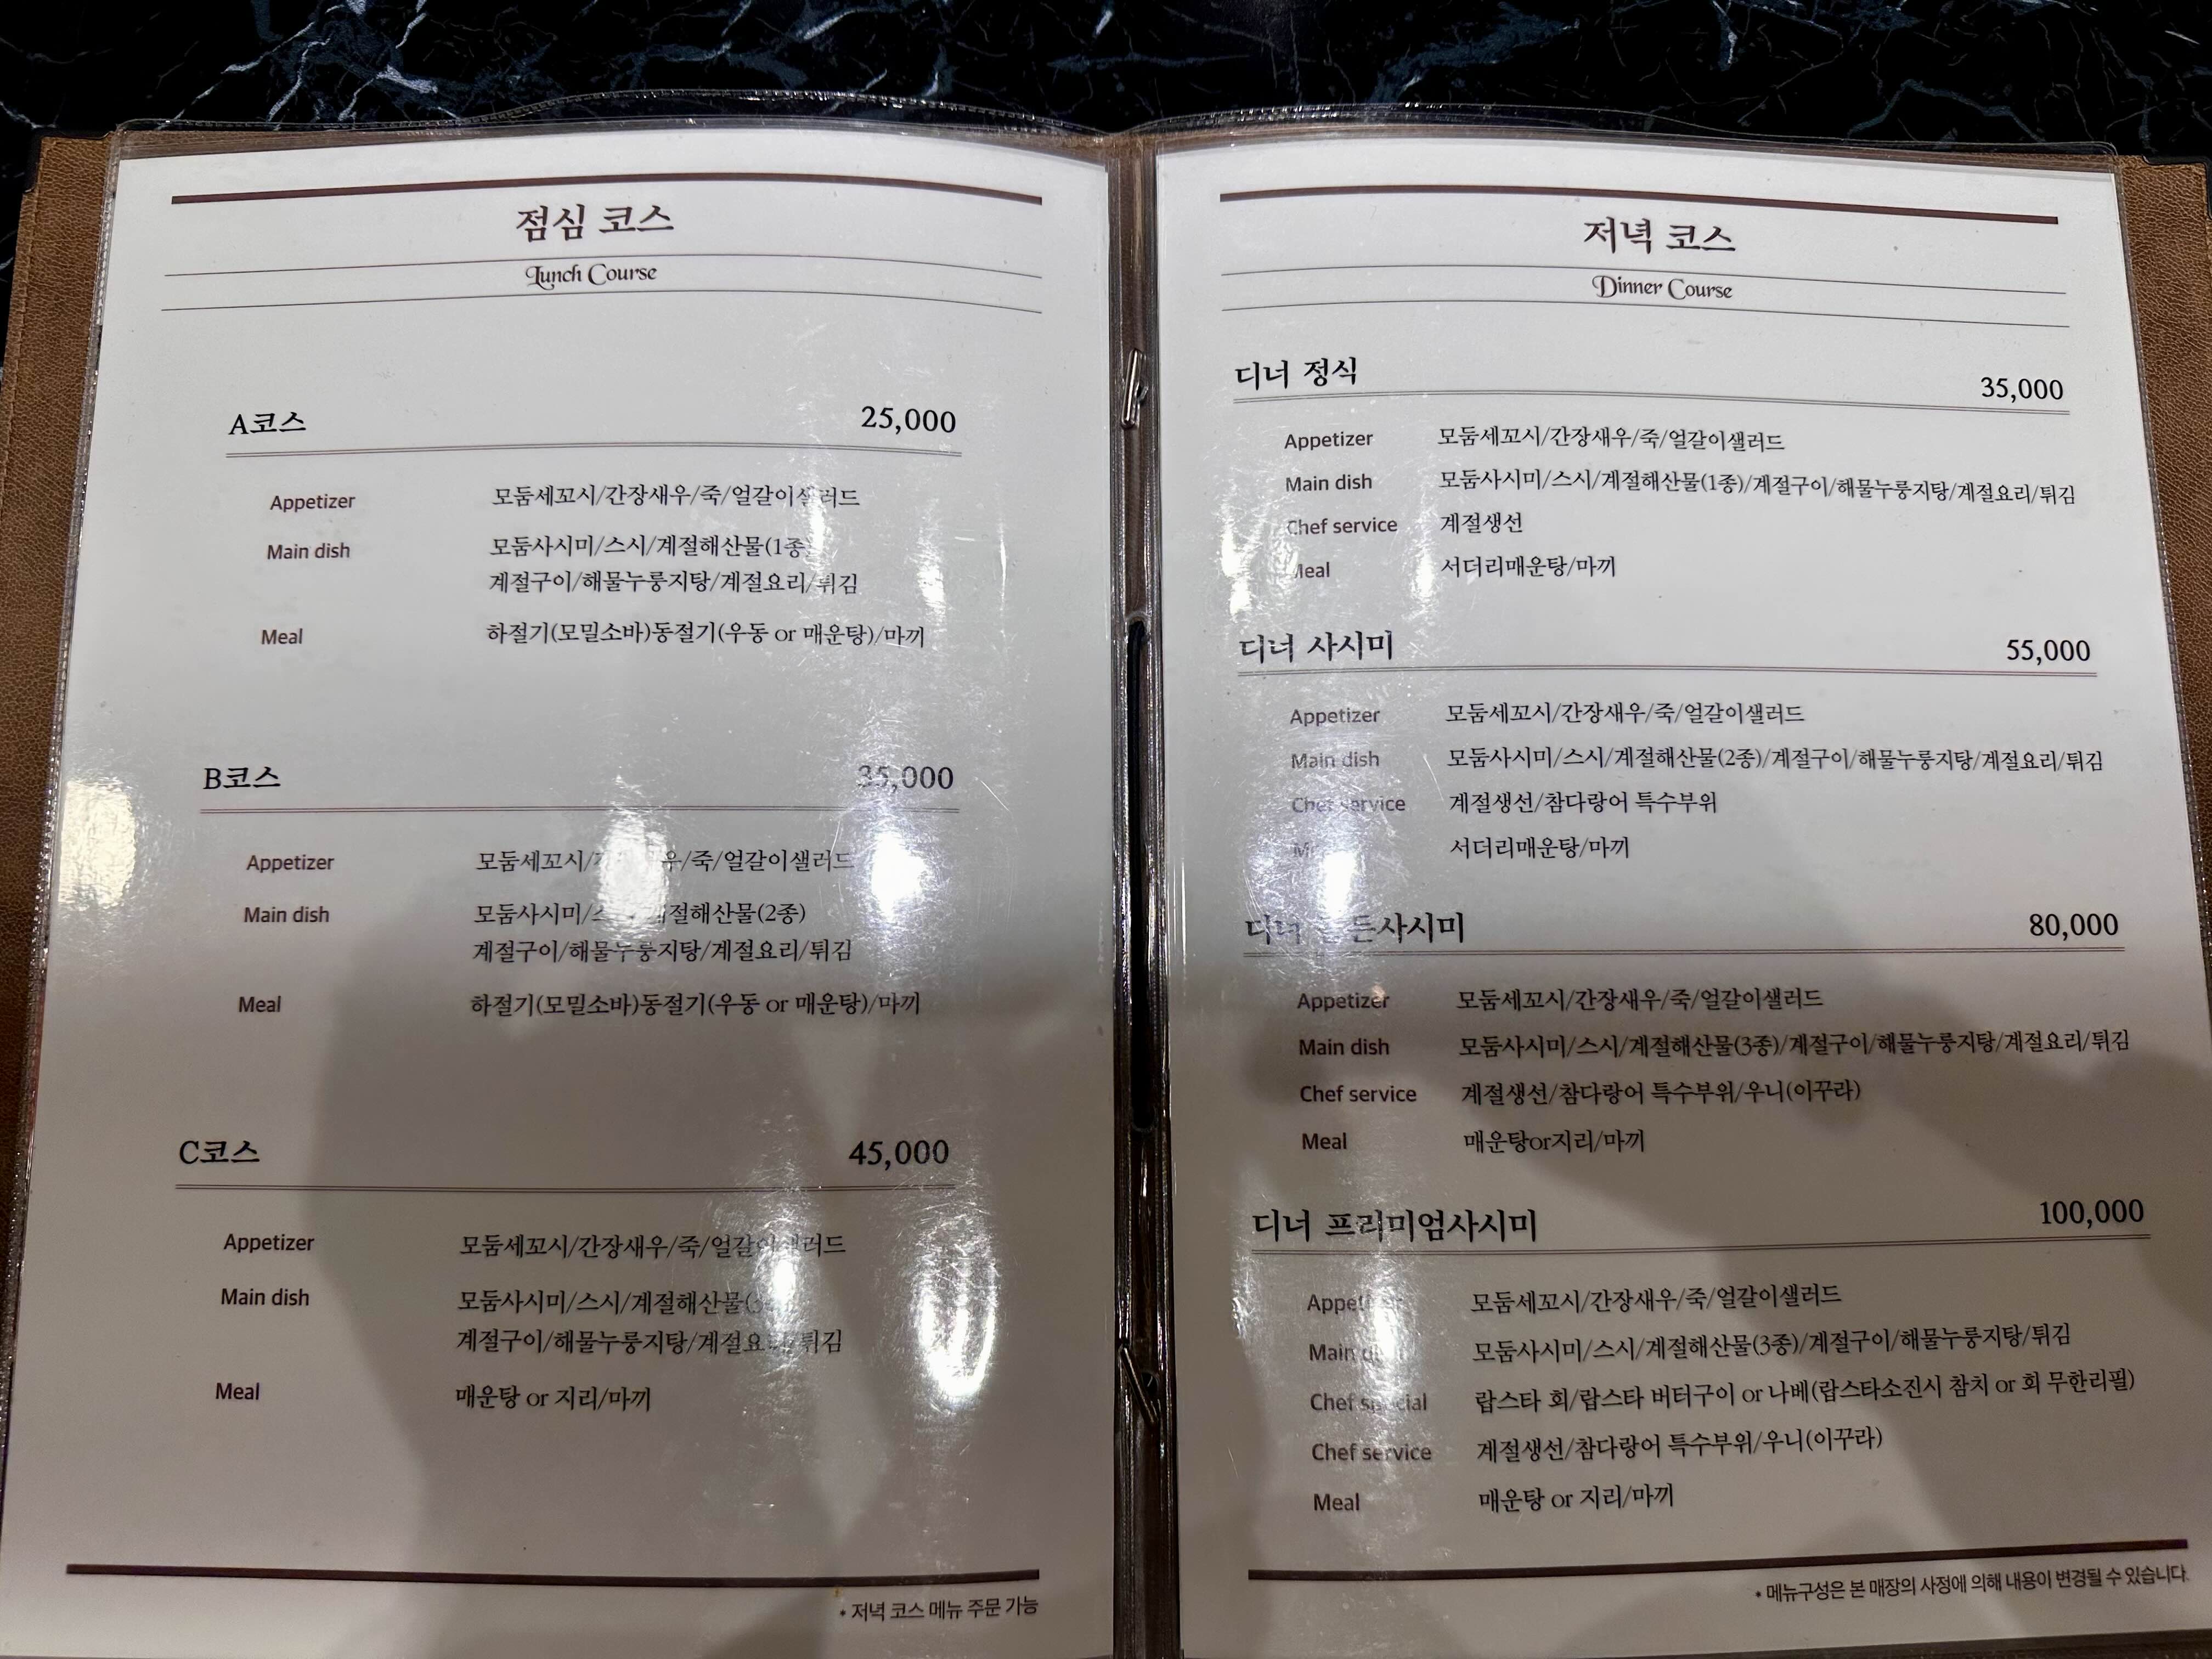 점심 코스
Lunch Course
A코스 25,000
Appetizer 모둠세꼬시/간장새우/죽/얼갈이샐러드
Main dish 모둠사시미/스시/계절해산물(1종)
계절구이/해물누룽지탕/계절요리/튀김
Meal 하절기(모밀소바)동절기(우동 or 매운탕)/마끼
B코스 35,000
Appetizer 모둠세꼬시/ 우/죽/얼갈이샐러드
Main dish 모둠사시미/ 계절해산물(2종)
계절구이/해물누룽지탕/계절요리/튀김
Meal 하절기(모밀소바)동절기(우동 or 매운탕)/마끼
C코스 45,000
Appetizer 모둠세꼬시/간장새우/죽/얼갈이샐러드
Main dish 모둠사시미/스시/계절해산물(
계절구이/해물누룽지탕/계절요리/튀김
Meal 매운탕 or 지리/마끼
* 저녁 코스 메뉴 주문 가능
저녁 코스
Dinner Course
디너 정식 35,000
Appetizer 모둠세꼬시/간장새우/죽/얼갈이샐러드
Main dish 모둠사시미/스시/계절해산물(1종)/계절구이/해물누룽지탕/계절요리/튀김
Chef service 계절생선
Meal 서더리매운탕/마끼
디너 사시미 55,000
Appetizer 모둠세꼬시/간장새우/죽/얼갈이샐러드
Main dish 모둠사시미/스시/계절해산물(2종)/계절구이/해물누룽지탕/계절요리/튀김
Chef service 계절생선/참다랑어 특수부위
서더리매운탕/마끼
디너 80,000
Appetizer 모둠세꼬시/간장새우/죽/얼갈이샐러드
Main dish 모둠사시미/스시/계절해산물(3종)/계절구이/해물누룽지탕/계절요리/튀김
Chef service 계절생선/참다랑어 특수부위/우니(이꾸라)
Meal 매운탕or지리/마끼
디너 프리미엄사시미 100,000
Appetizer 모둠세꼬시/간장새우/죽/얼갈이샐러드
Main dish 모둠사시미/스시/계절해산물(3종)/계절구이/해물누룽지탕/튀김
Chef special 랍스타 회/랍스타 버터구이 or 나베(랍스타소진시 참치 or 회 무한리필)
Chef service 계절생선/참다랑어 특수부위/우니(이꾸라)
Meal 매운탕 or 지리/마끼
* 메뉴구성은 본 매장의 사정에 의해 내용이 변경될 수 있습니다.